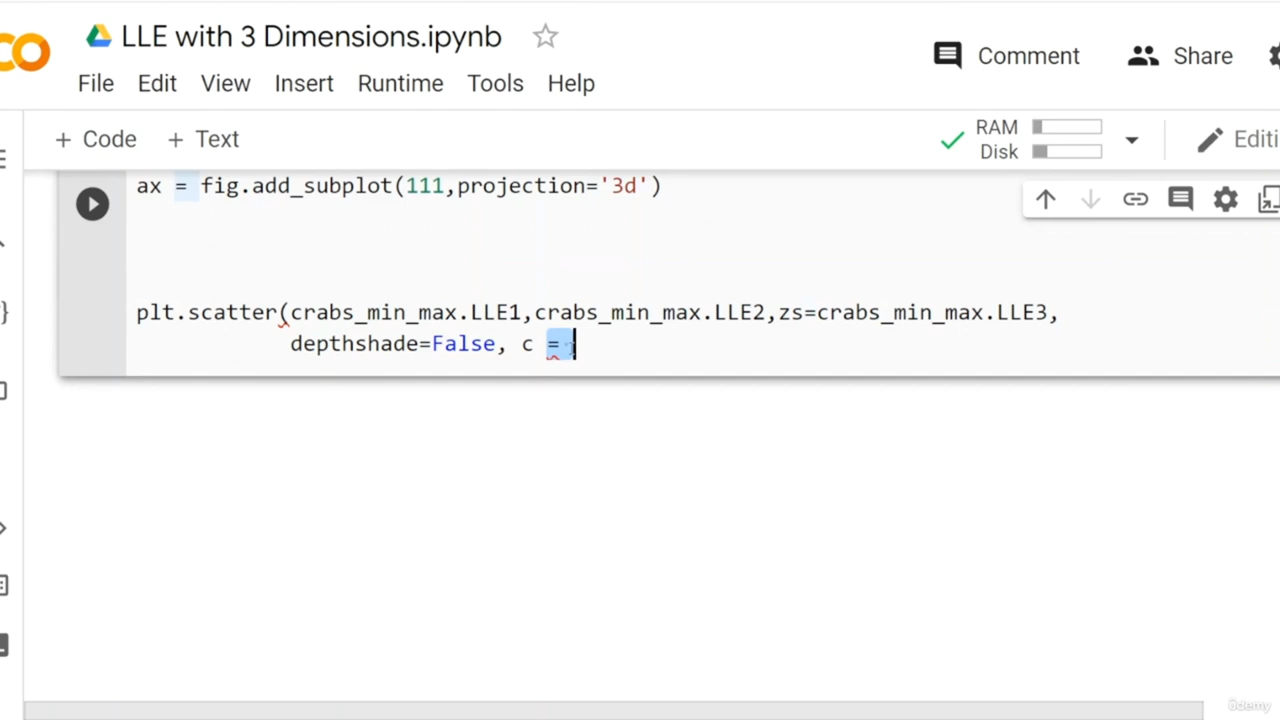 LLE with 3 Dimensions.ipynb
Comment
Share
File Edit View Insert Runtime Tools Help
+ Code + Text
RAM
Disk
Editi
ax = fig.add_subplot(111,projection='3d')
plt.scatter(crabs_min_max.LLE1,crabs_min_max.LLE2,zs=crabs_min_max.LLE3,
depthshade=False, c =
ûdemy